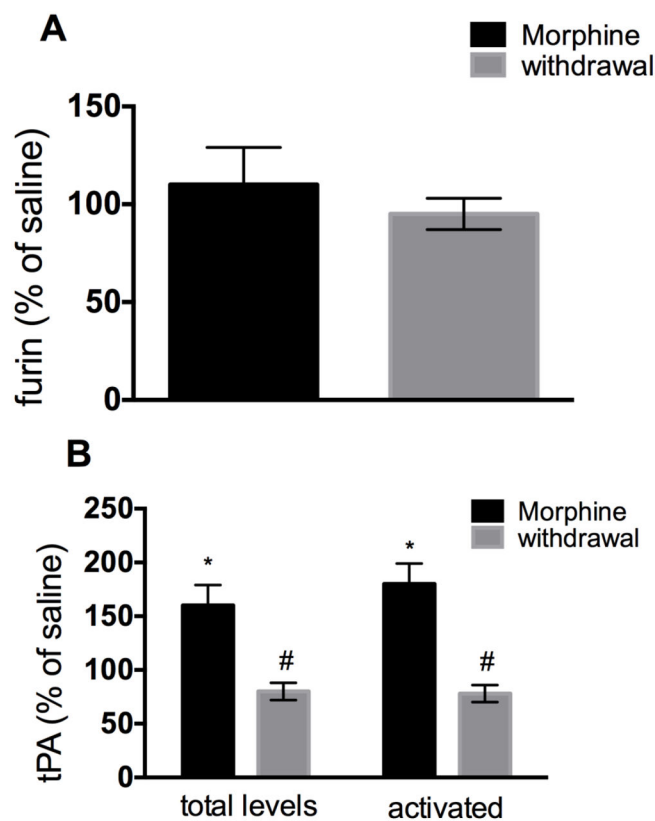 A
Morphine
withdrawal
furin (% of saline)
150
100
50
0
B
Morphine
withdrawal
tPA (% of saline)
250
200
150
100
50
0
*
#
*
#
total levels
activated